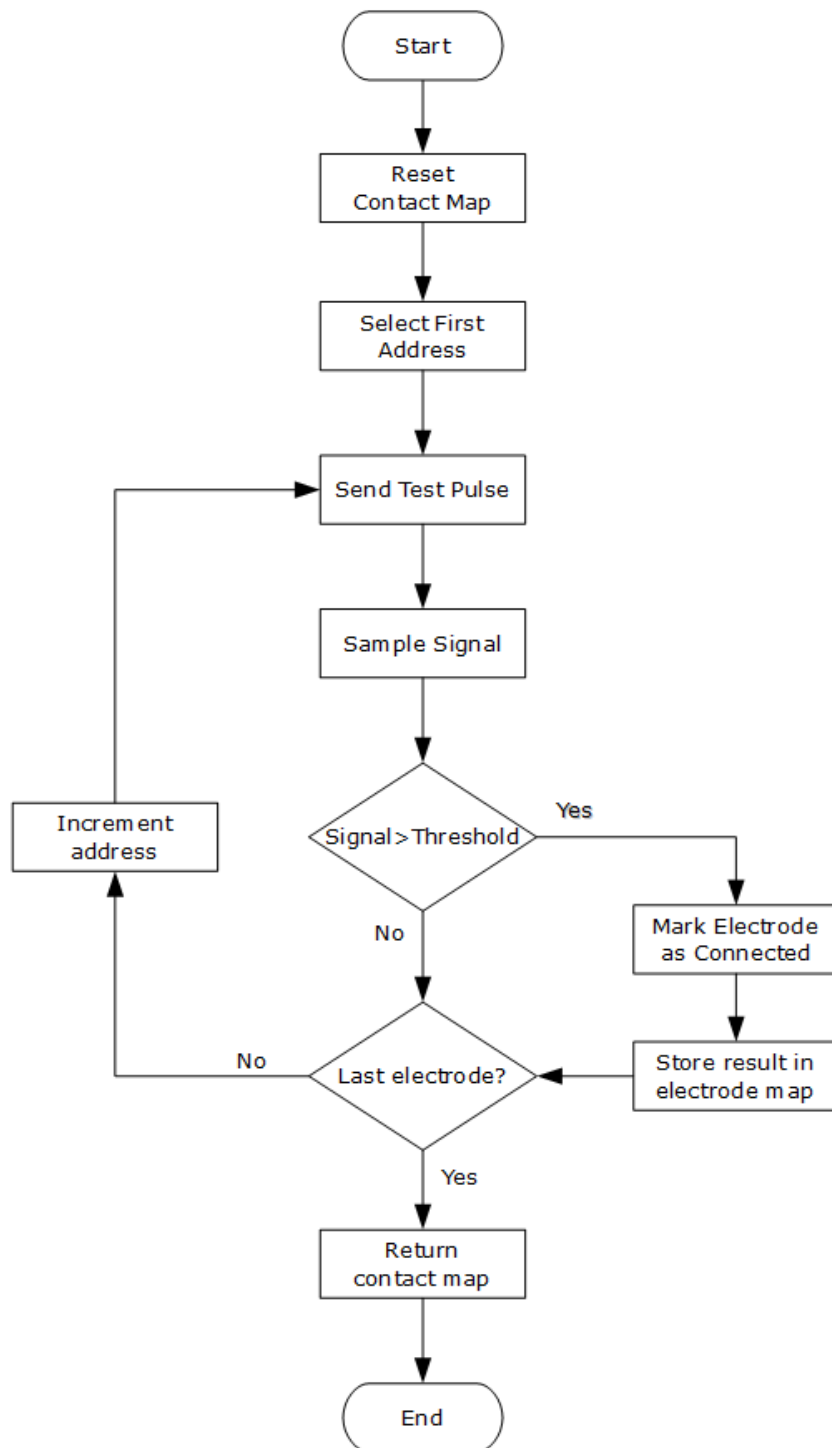 Start
Reset
Contact Map
Select First
Address
Send Test Pulse
Sample Signal
Signal>Threshold
Yes
No
Increment
address
Mark Electrode
as Connected
Store result in
electrode map
Last electrode?
No
Yes
Return
contact map
End